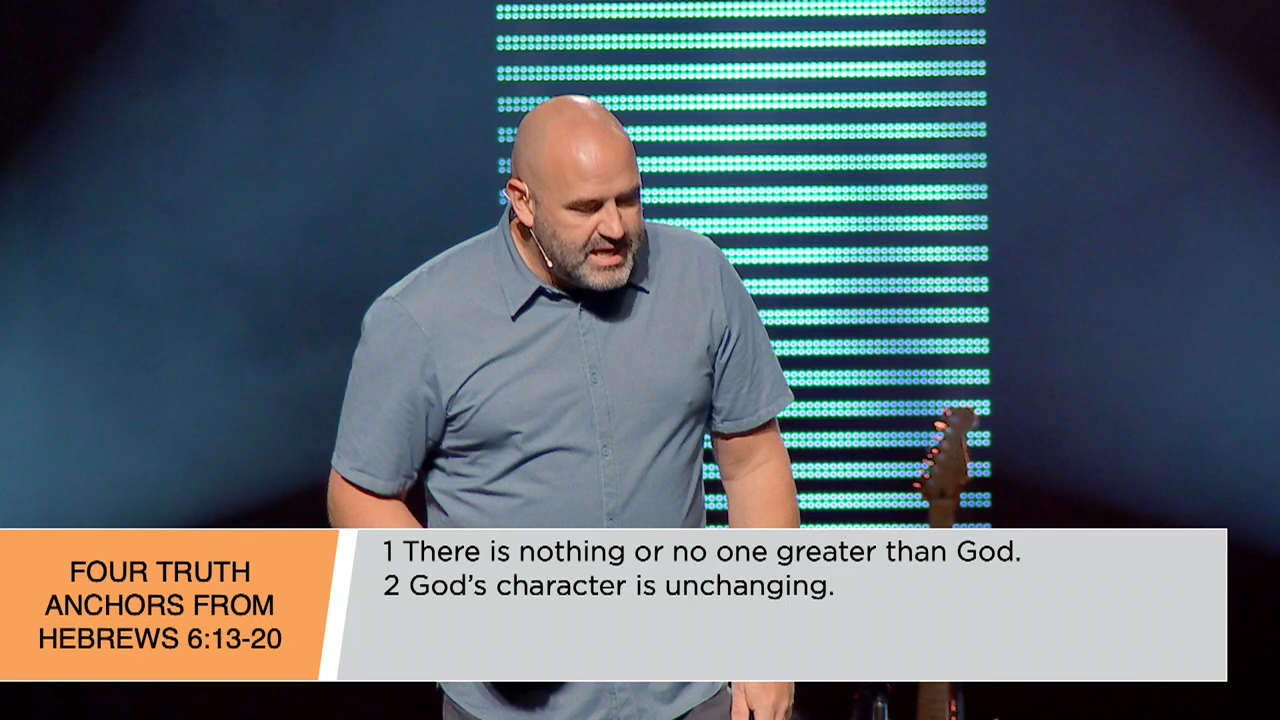 FOUR TRUTH
ANCHORS FROM
HEBREWS 6:13-20
1 There is nothing or no one greater than God.
2 God’s character is unchanging.